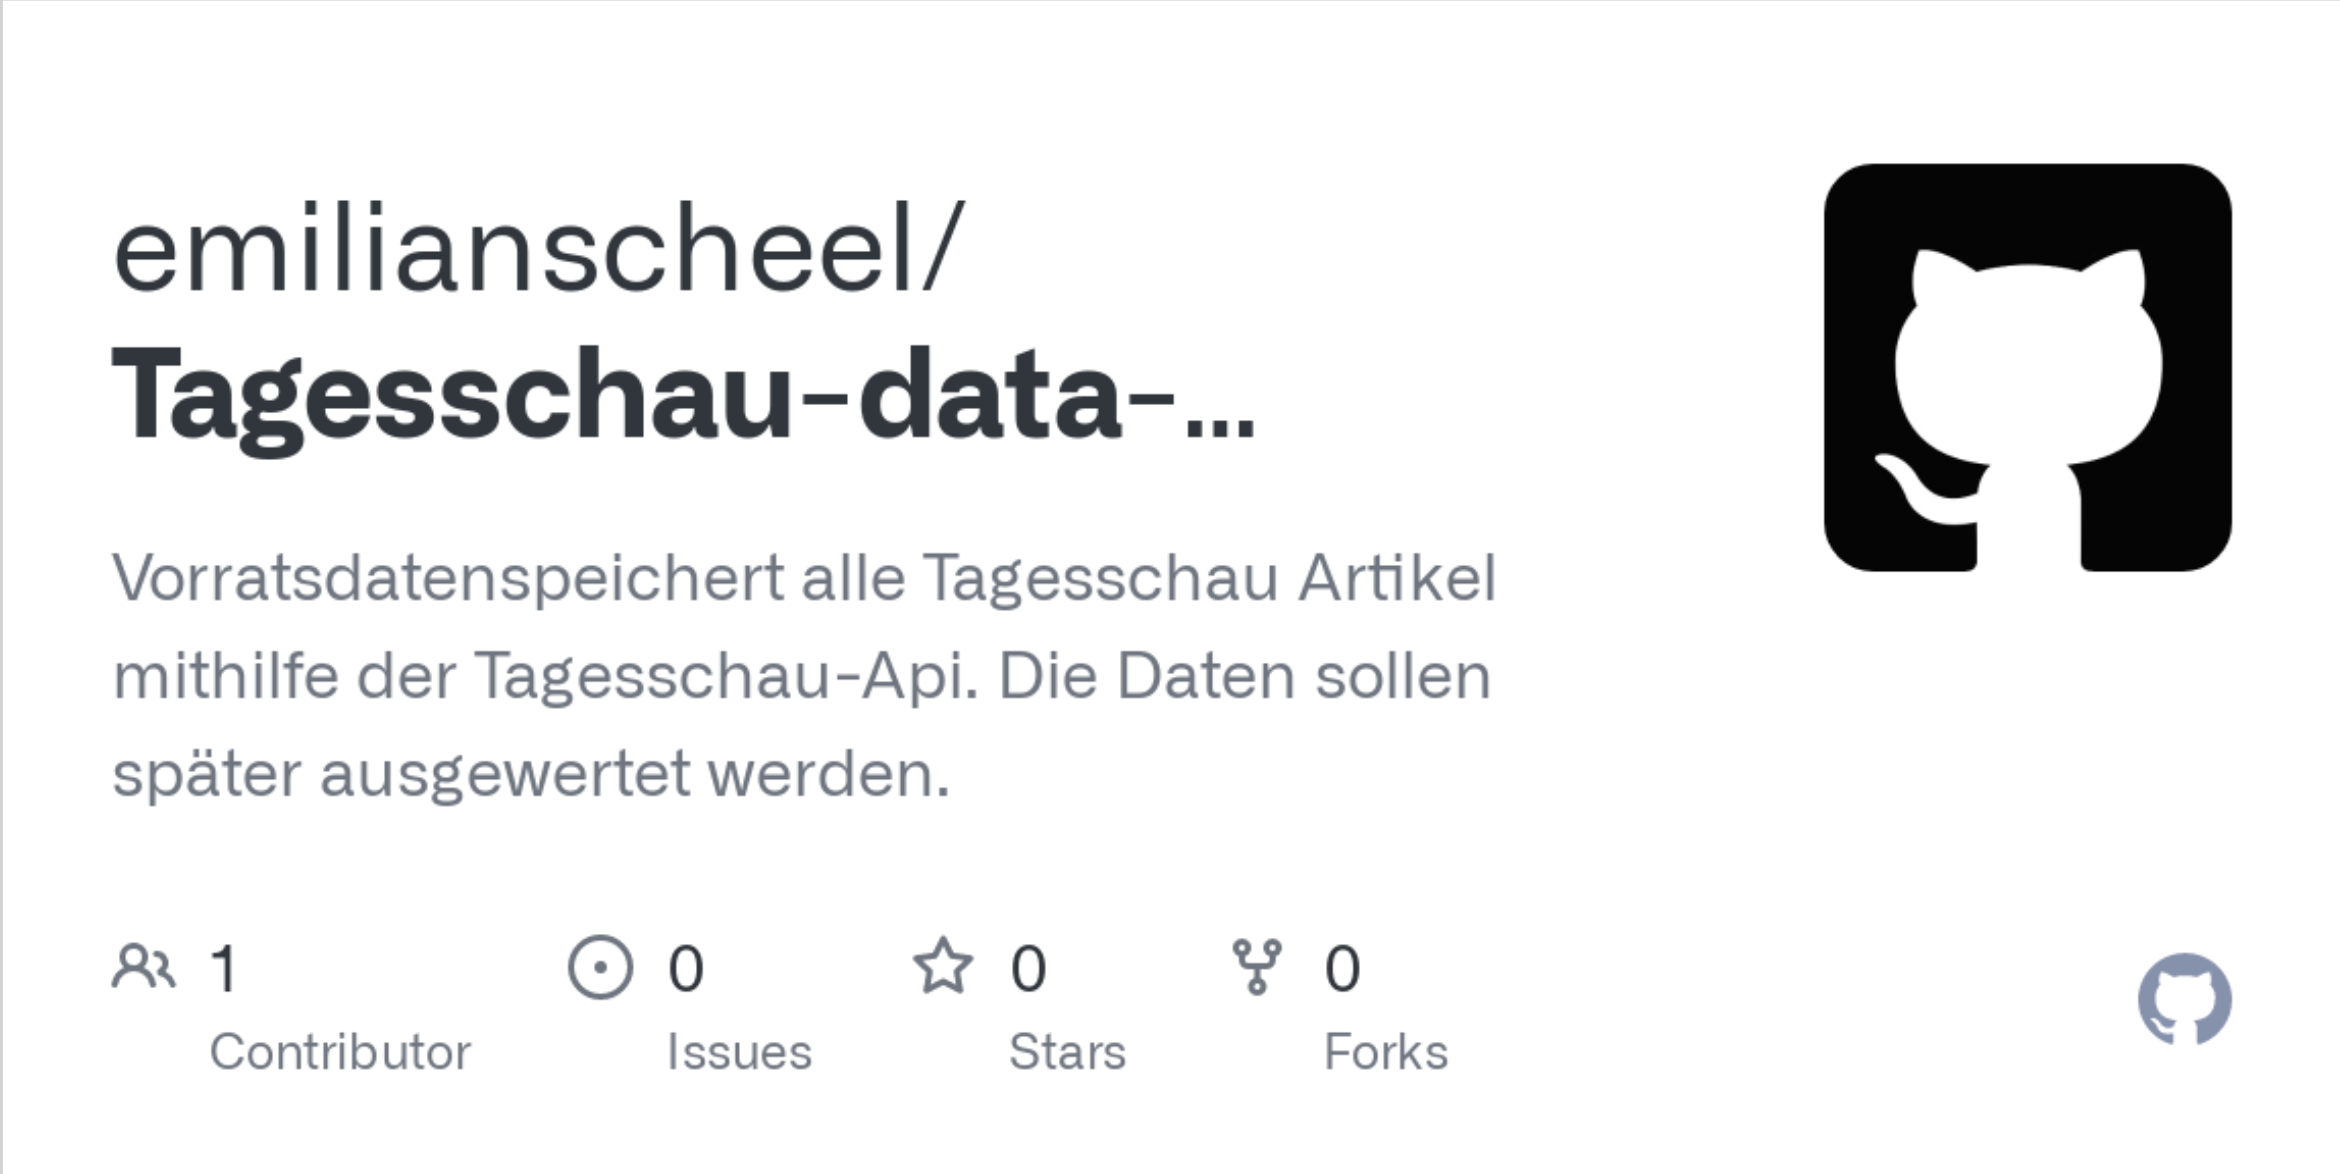 emilianscheel/
Tagesschau-data-...
Vorratsdatenspeichert alle Tagesschau Artikel
mithilfe der Tagesschau-Api. Die Daten sollen
später ausgewertet werden.
1 0 0 0
Contributor Issues Stars Forks